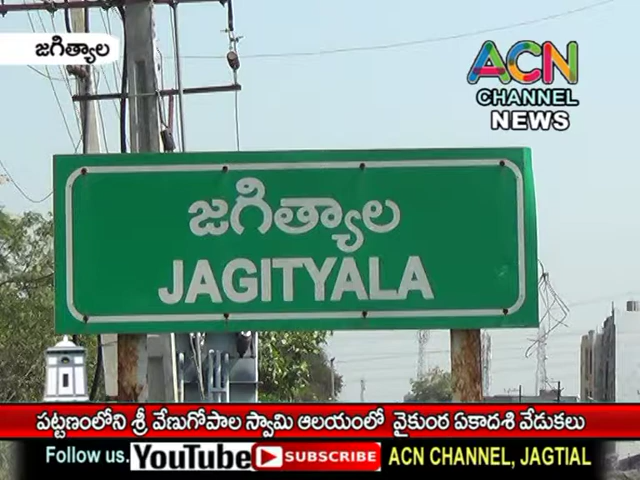 జగిత్యాల
ACN
CHANNEL
NEWS
జగిత్యాల
JAGITYALA
పట్టణంలోని శ్రీ వేణుగోపాల స్వామి ఆలయంలో వైకుంఠ ఏకాదశి వేడుకలు
Follow us. YouTube SUBSCRIBE ACN CHANNEL, JAGTIAL